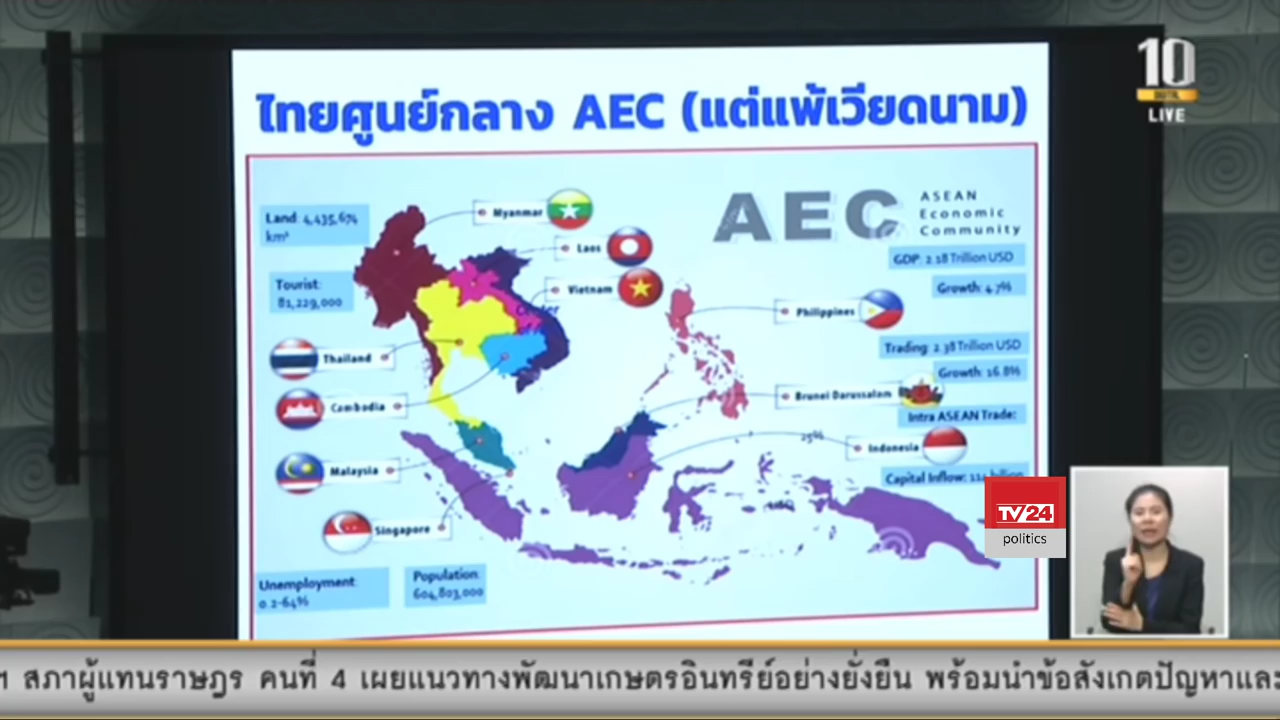 10
DIGITAL
LIVE
ไทยศูนย์กลาง AEC (แต่แพ้เวียดนาม)
Land: 4,435,674
km²
Myanmar
AEC
ASEAN
Economic
Community
Laos
GDP: 2.18 Trillion USD
Tourist:
81,229,000
Vietnam
Growth: 4.7%
Philippines
Thailand
Trading: 2.38 Trillion USD
Growth: 16.8%
Cambodia
Brunei Darussalam
Intra ASEAN Trade:
25%
Indonesia
Malaysia
Capital Inflow:
Singapore
TV24
politics
Unemployment:
0.2-64%
Population:
604,803,000
ฯ สภาผู้แทนราษฎร คนที่ 4 เผยแนวทางพัฒนาเกษตรอินทรีย์อย่างยั่งยืน พร้อมนำข้อสังเกตปัญหาและ